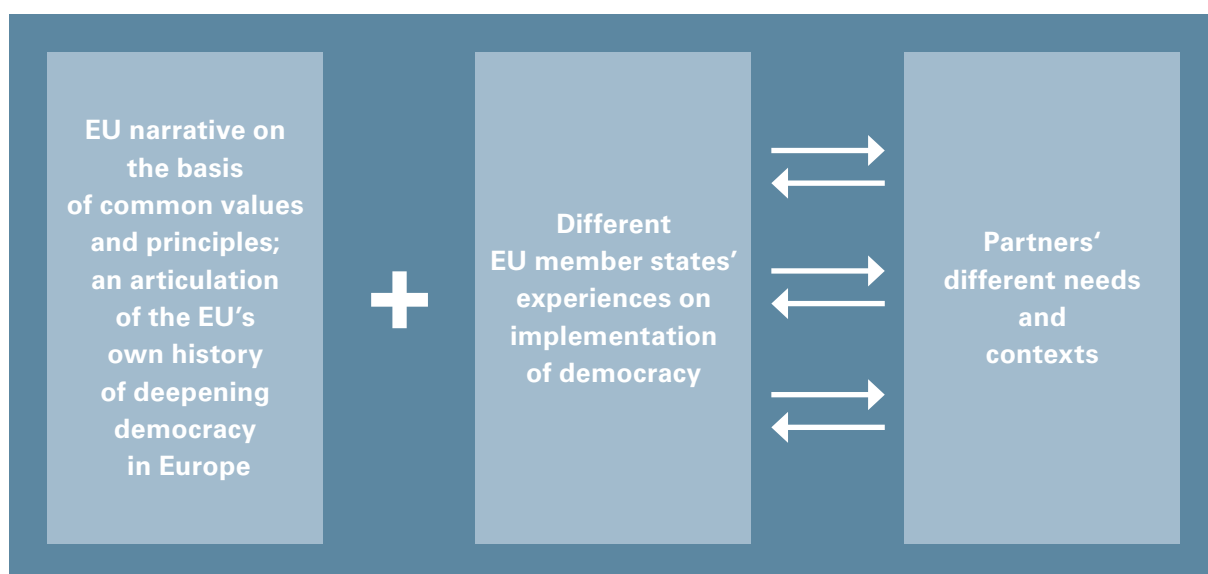 EU narrative on
the basis
of common values
and principles;
an articulation
of the EU’s
own history
of deepening
democracy
in Europe
Different
EU member states’
experiences on
implementation
of democracy
Partners‘
different needs
and
contexts